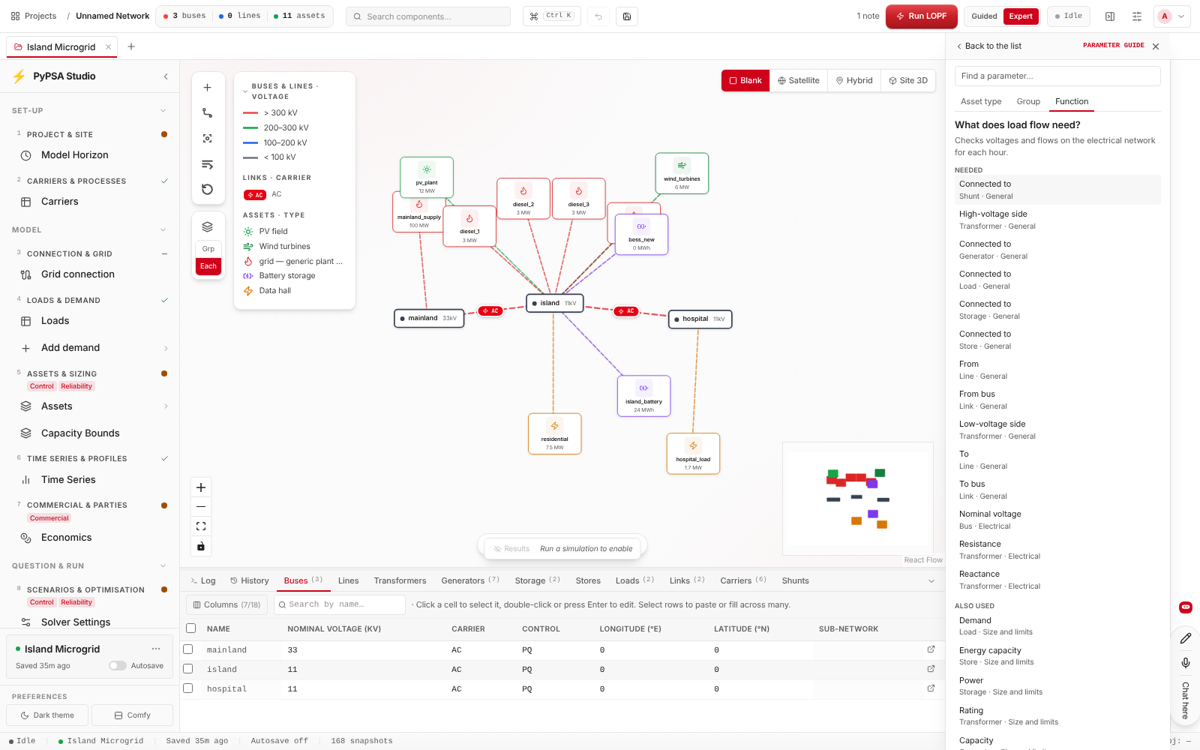 Projects / Unnamed Network 3 buses 0 lines 11 assets Search components... ⌘ Ctrl K 1 note Run LOPF Guided Expert Idle A
Island Microgrid × +
PyPSA Studio
SET-UP
1 PROJECT & SITE
Model Horizon
2 CARRIERS & PROCESSES
Carriers
MODEL
3 CONNECTION & GRID
Grid connection
4 LOADS & DEMAND
Loads
Add demand
5 ASSETS & SIZING
Control Reliability
Assets
Capacity Bounds
6 TIME SERIES & PROFILES
Time Series
7 COMMERCIAL & PARTIES
Commercial
Economics
QUESTION & RUN
8 SCENARIOS & OPTIMISATION
Control Reliability
Solver Settings
Island Microgrid ...
Saved 35m ago Autosave
PREFERENCES
Dark theme Comfy
Grp
Each
BUSES & LINES ·
VOLTAGE
> 300 kV
200–300 kV
100–200 kV
< 100 kV
LINKS · CARRIER
AC AC
ASSETS · TYPE
PV field
Wind turbines
grid — generic plant ...
Battery storage
Data hall
Blank Satellite Hybrid Site 3D
pv_plant
12 MW
wind_turbines
6 MW
mainland_supply
100 MW
diesel_1
3 MW
diesel_2
3 MW
diesel_3
3 MW
bess_new
0 MWh
mainland 33kV
AC
island 11kV
AC
hospital 11kV
island_battery
24 MWh
residential
7.5 MW
hospital_load
1.7 MW
Results Run a simulation to enable
React Flow
Log History Buses (3) Lines Transformers Generators (7) Storage (2) Stores Loads (2) Links (2) Carriers (6) Shunts
Columns (7/18) Search by name… · Click a cell to select it, double-click or press Enter to edit. Select rows to paste or fill across many.
NAME NOMINAL VOLTAGE (KV) CARRIER CONTROL LONGITUDE (°E) LATITUDE (°N) SUB-NETWORK
mainland 33 AC PQ 0 0
island 11 AC PQ 0 0
hospital 11 AC PQ 0 0
Back to the list PARAMETER GUIDE ×
Find a parameter...
Asset type Group Function
What does load flow need?
Checks voltages and flows on the electrical network
for each hour.
NEEDED
Connected to
Shunt · General
High-voltage side
Transformer · General
Connected to
Generator · General
Connected to
Load · General
Connected to
Storage · General
Connected to
Store · General
From
Line · General
From bus
Link · General
Low-voltage side
Transformer · General
To
Line · General
To bus
Link · General
Nominal voltage
Bus · Electrical
Resistance
Transformer · Electrical
Reactance
Transformer · Electrical
ALSO USED
Demand
Load · Size and limits
Energy capacity
Store · Size and limits
Power
Storage · Size and limits
Rating
Transformer · Size and limits
Capacity
Chat here
Idle Island Microgrid Saved 35m ago Autosave off 168 snapshots